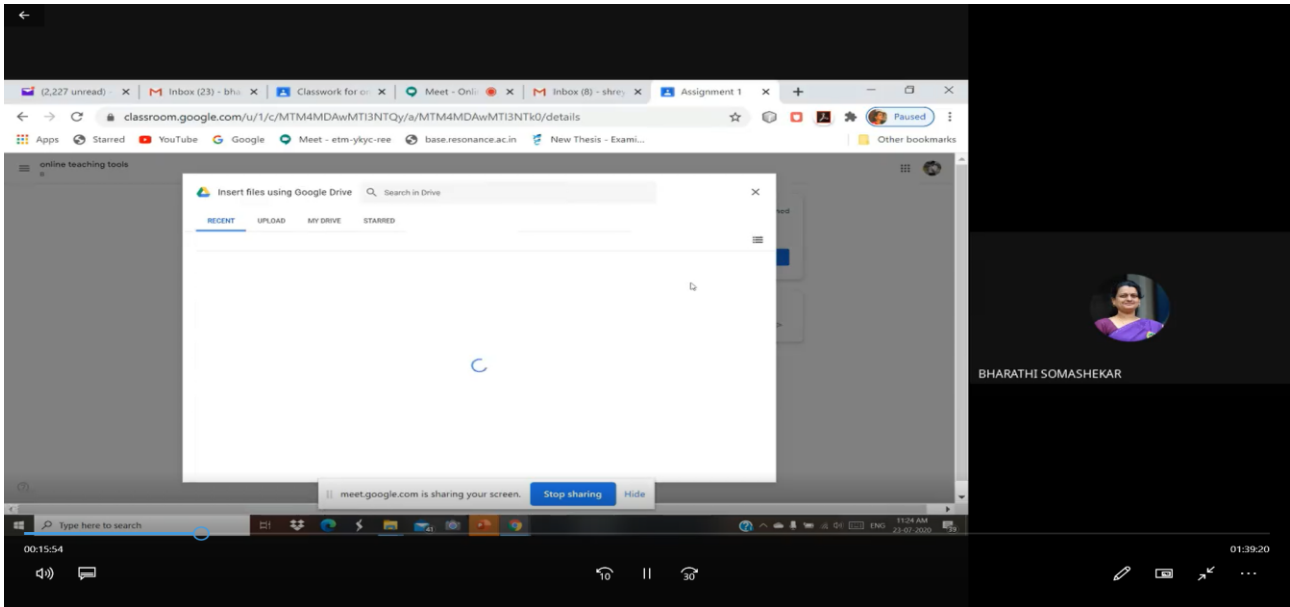 (2,227 unread)
Inbox (23) - bha
Classwork for o
Meet - Onli
Inbox (8) - shrey
Assignment 1
classroom.google.com/u/1/c/MTM4MDAwMTI3NTQy/a/MTM4MDAwMTI3NTk0/details
Paused
Apps
Starred
YouTube
Google
Meet - etm-ykyc-ree
base.resonance.ac.in
New Thesis - Exami...
Other bookmarks
online teaching tools
Insert files using Google Drive
Search in Drive
RECENT
UPLOAD
MY DRIVE
STARRED
BHARATHI SOMASHEKAR
meet.google.com is sharing your screen.
Stop sharing
Hide
Type here to search
ENG
11:24 AM
23-07-2020
00:15:54
01:39:20
10
30